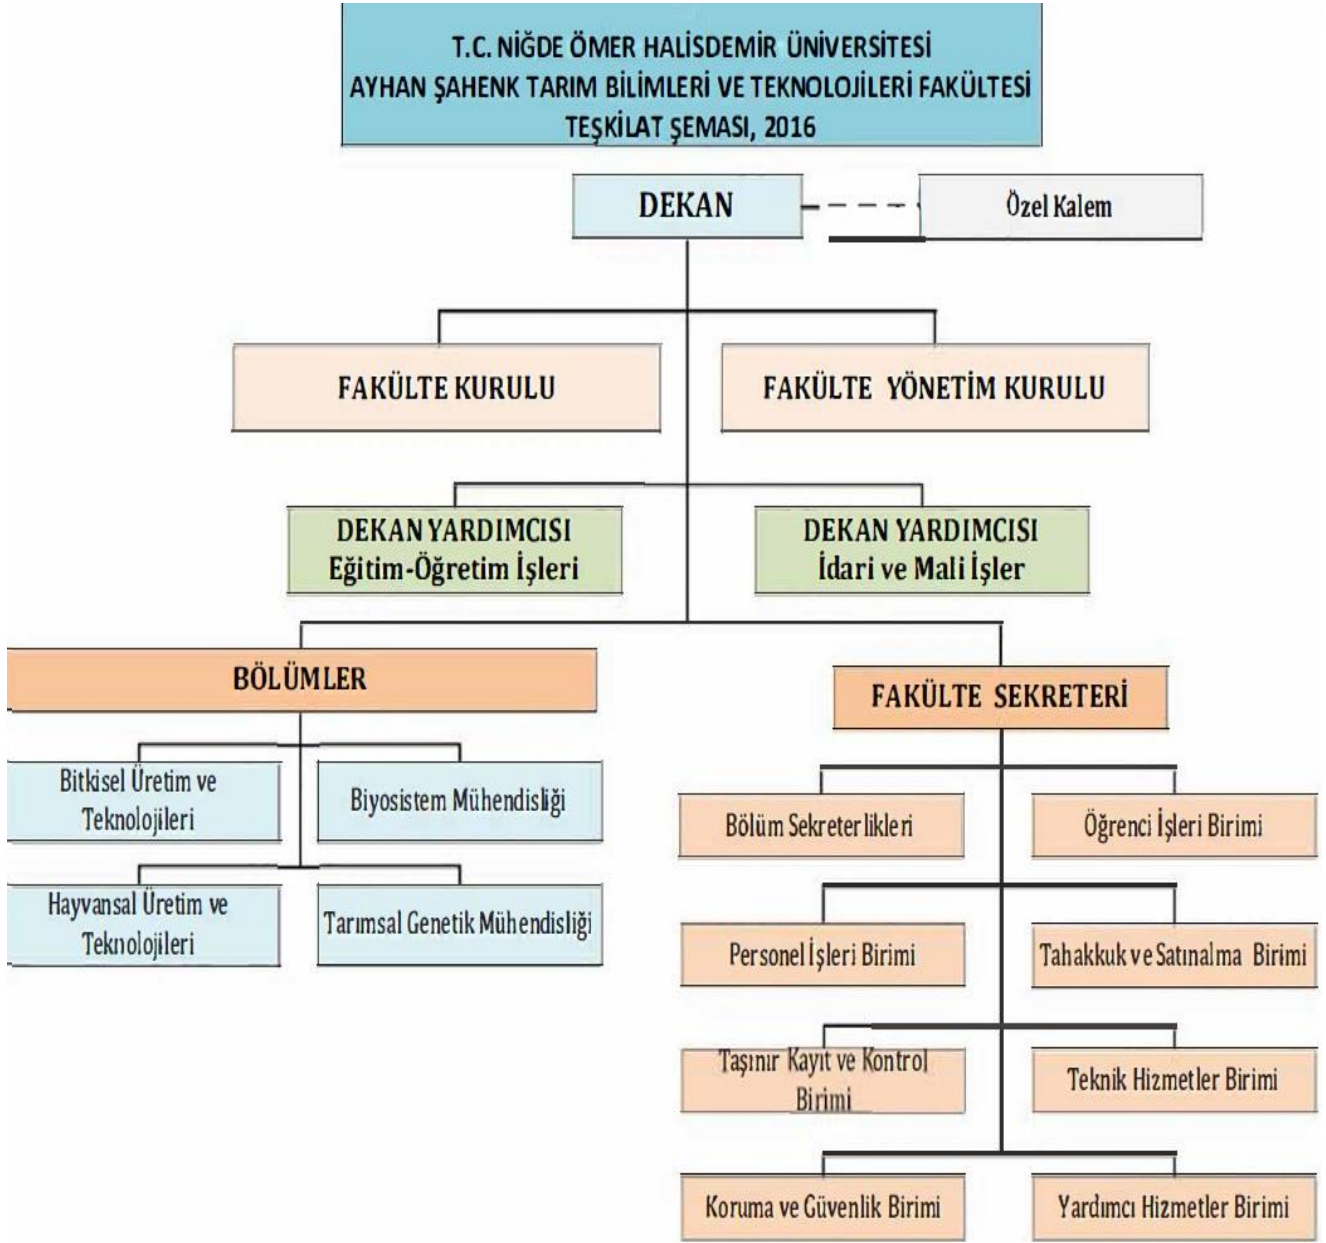 T.C. NİĞDE ÖMER HALİSDEMİR ÜNİVERSİTESİ
AYHAN ŞAHENK TARIM BİLİMLERİ VE TEKNOLOJİLERİ FAKÜLTESİ
TEŞKİLAT ŞEMASI, 2016
DEKAN
Özel Kalem
FAKÜLTE KURULU
FAKÜLTE YÖNETİM KURULU
DEKAN YARDIMCISI
Eğitim-Öğretim İşleri
DEKAN YARDIMCISI
İdari ve Mali İşler
BÖLÜMLER
Bitkisel Üretim ve
Teknolojileri
Biyosistem Mühendisliği
Hayvansal Üretim ve
Teknolojileri
Tarımsal Genetik Mühendisliği
FAKÜLTE SEKRETERİ
Bölüm Sekreterlikleri
Öğrenci İşleri Birimi
Personel İşleri Birimi
Tahakkuk ve Satınalma Birimi
Taşınır Kayıt ve Kontrol
Birimi
Teknik Hizmetler Birimi
Koruma ve Güvenlik Birimi
Yardımcı Hizmetler Birimi